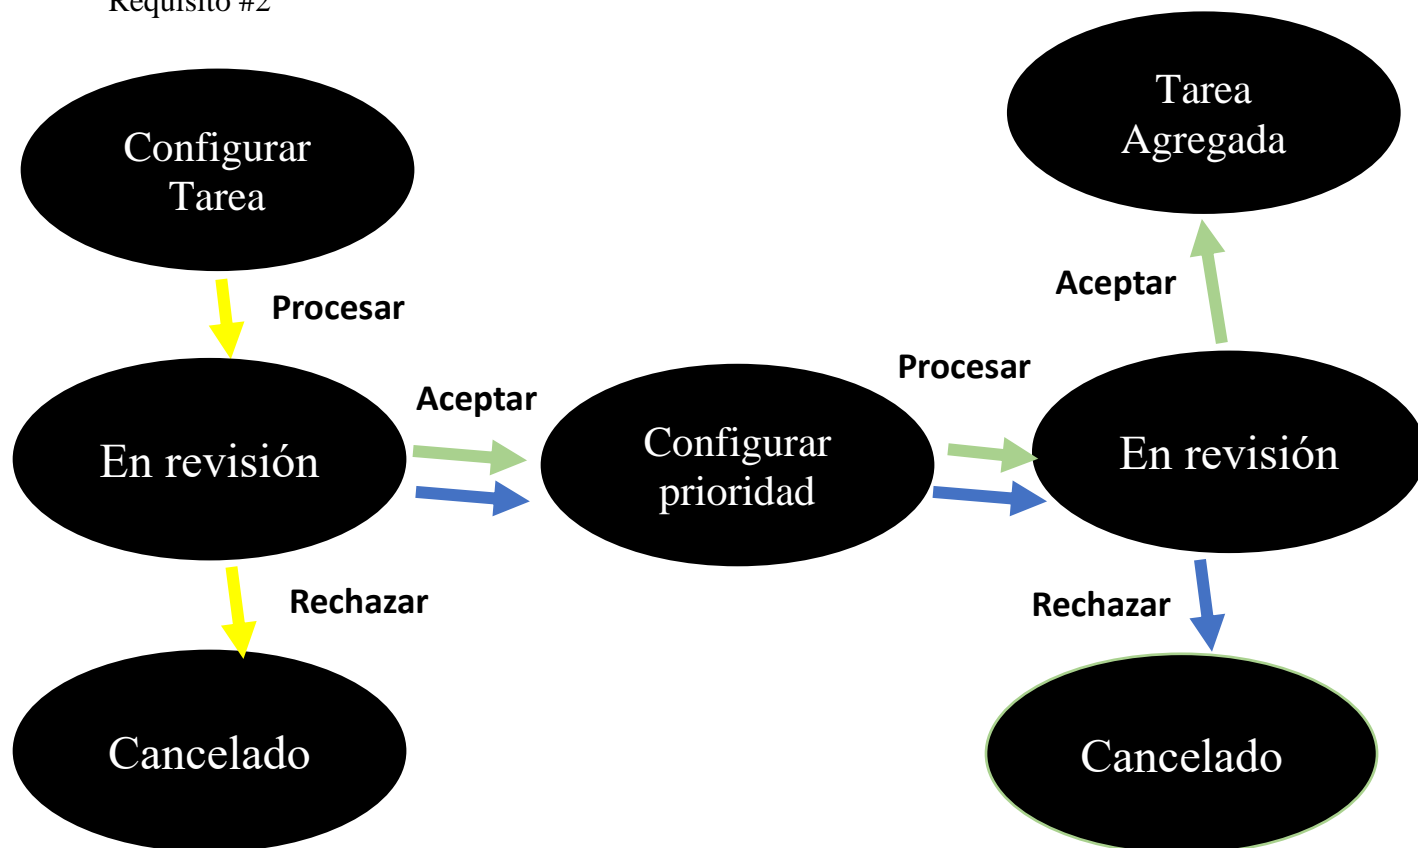 Requisito #2
Configurar
Tarea
Tarea
Agregada
Procesar
Aceptar
En revisión
Aceptar
Configurar
prioridad
Procesar
En revisión
Rechazar
Rechazar
Cancelado
Cancelado